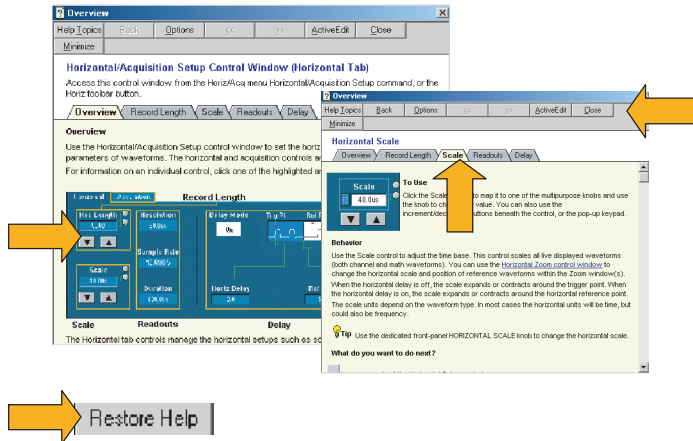 Overview
Help Topics Back Options << >> ActiveEdit Close
Minimize
Horizontal/Acquisition Setup Control Window (Horizontal Tab)
Access this control window from the Horiz/Acq menu Horizontal/Acquisition Setup command, or the
Horiz toolbar button.
Overview Record Length Scale Readouts Delay
Overview
Use the Horizontal/Acquisition Setup control window to set the horiz
parameters of waveforms. The horizontal and acquisition controls a
For information on an individual control, click one of the highlighted a
Record Length
Horizontal Acquisition
Rec Length Resolution Delay Mode
Sample Rate
Scale
40.0us
Duration Horiz Delay
400.0us 0.0
Scale Readouts Delay
The Horizontal tab controls manage the horizontal setups such as sc
Overview
Help Topics Back Options << >> ActiveEdit Close
Minimize
Horizontal Scale
Overview Record Length Scale Readouts Delay
Scale
40.0us
To Use
Click the Scale to map it to one of the multipurpose knobs and use
the knob to value. You can also use the
buttons beneath the control, or the pop-up keypad.
Behavior
Use the Scale control to adjust the time base. This control scales all live displayed waveforms
(both channel and math waveforms). You can use the Horizontal Zoom control window to
change the horizontal scale and position of reference waveforms within the Zoom window(s).
When the horizontal delay is off, the scale expands or contracts around the trigger point. When
the horizontal delay is on, the scale expands or contracts around the horizontal reference point.
The scale units depend on the waveform type. In most cases the horizontal units will be time, but
could also be frequency.
Tip Use the dedicated front-panel HORIZONTAL SCALE knob to change the horizontal scale.
What do you want to do next?
Restore Help